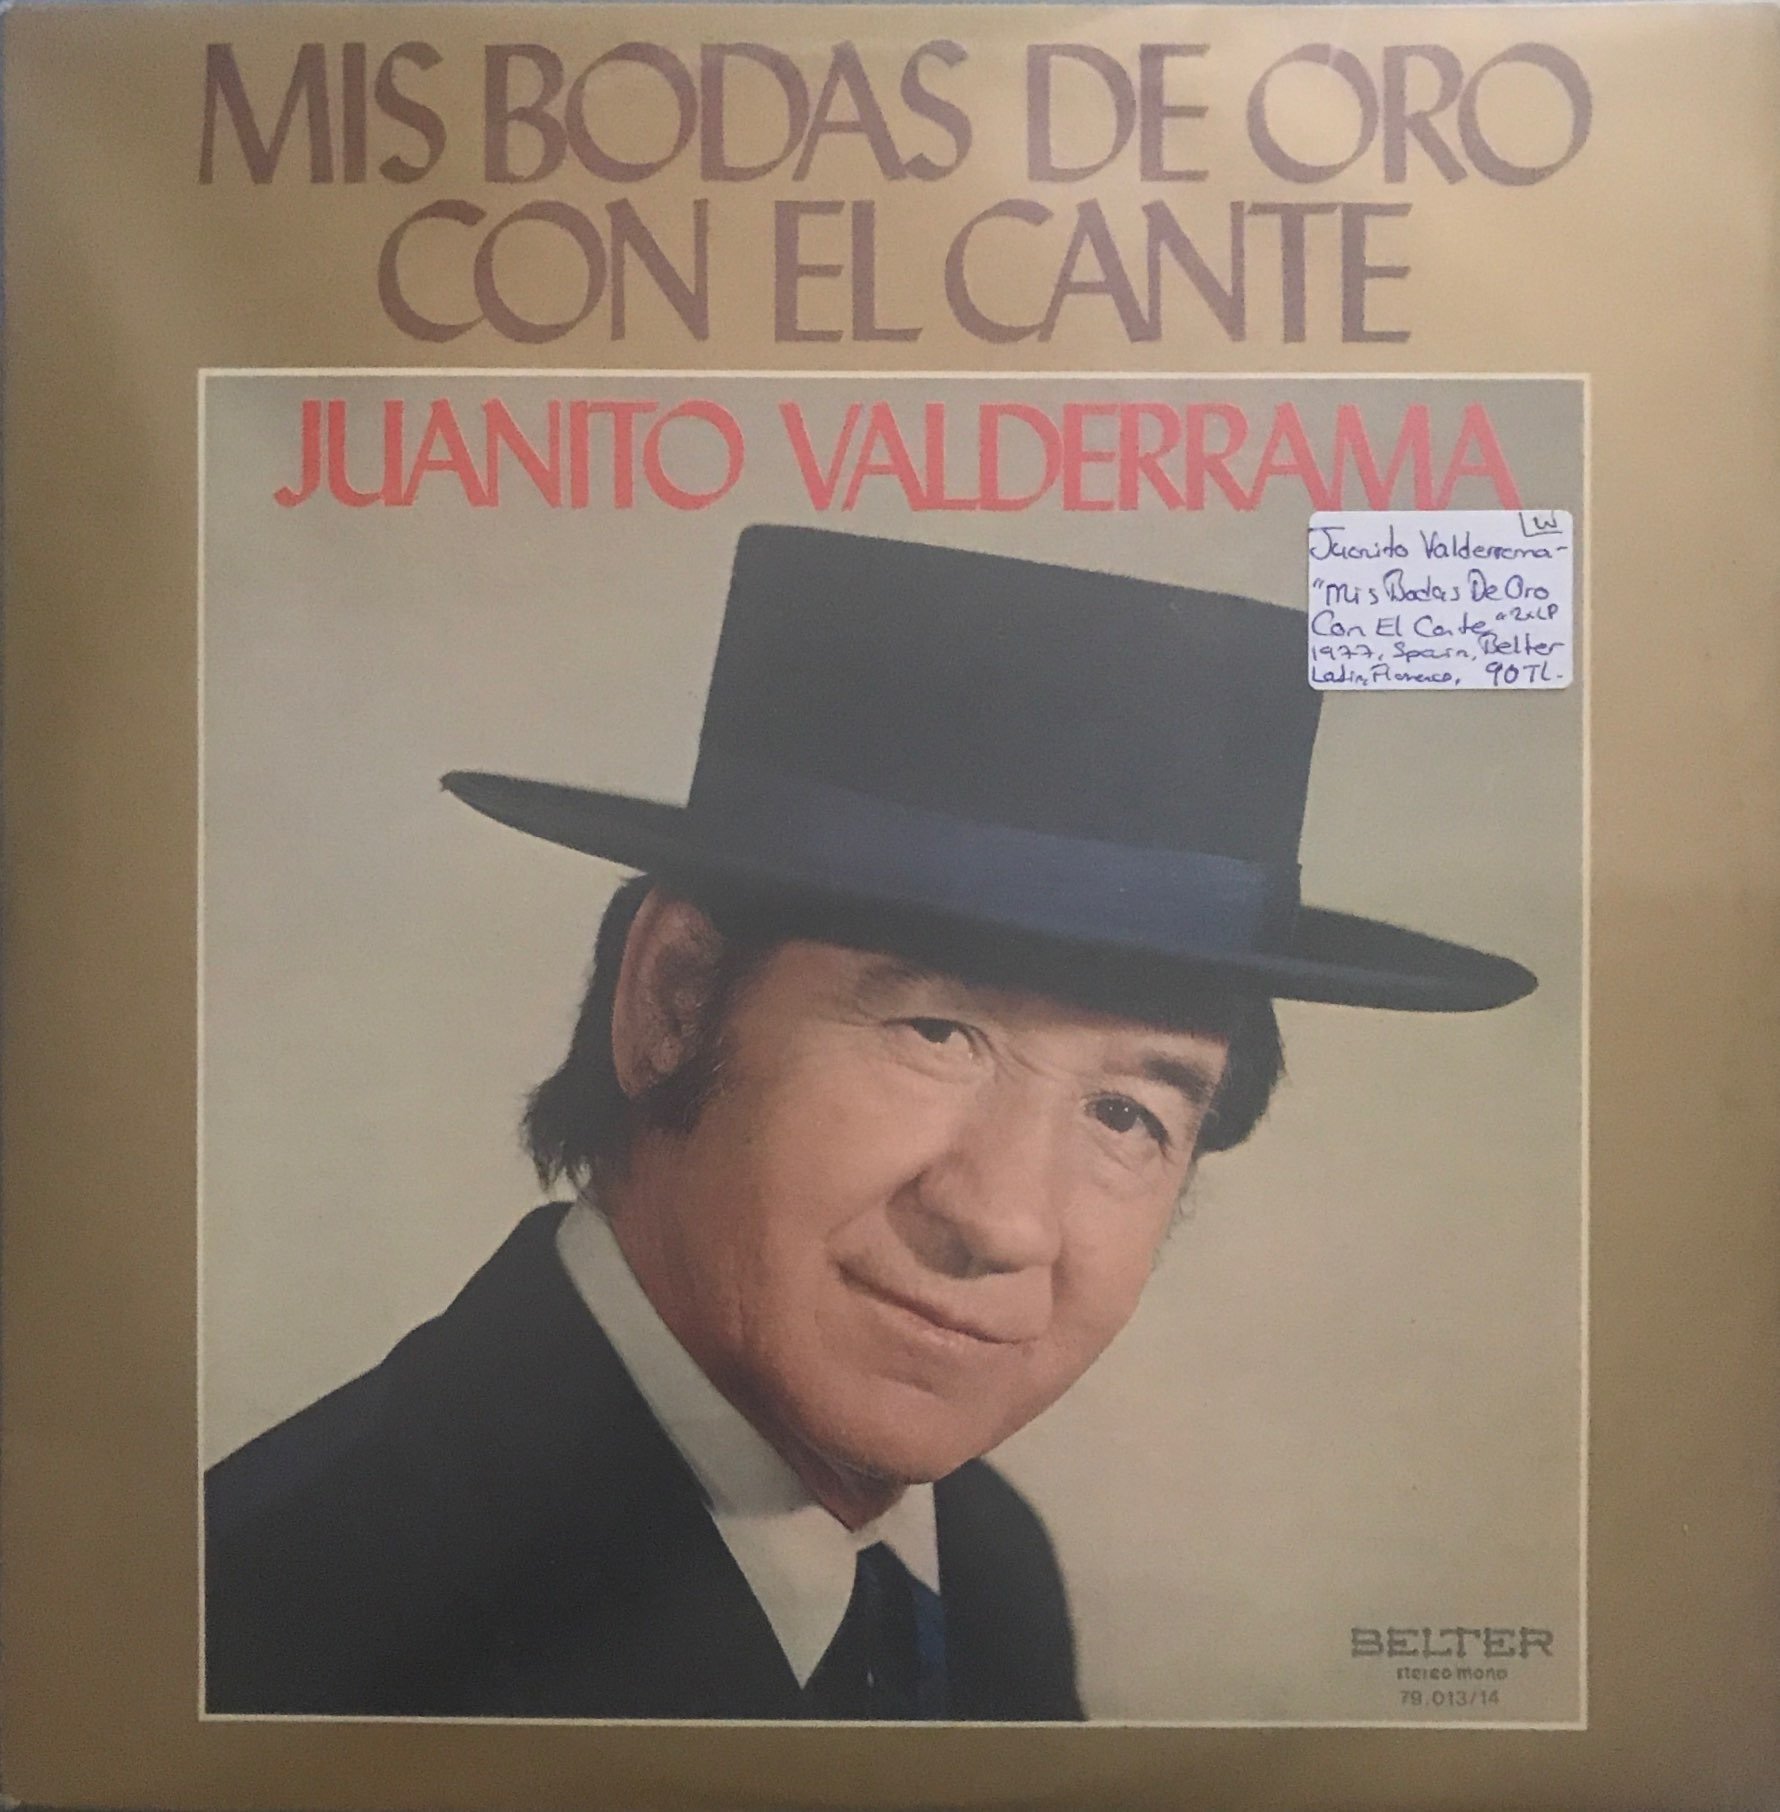 MIS BODAS DE ORO
CON EL CANTE
JUANITO VALDERRAMA
LW
Juanito Valderrama-
"Mis Bodas De Oro
Con El Cante" 2xLP
1977, Spain, Belter
Latin, Flamenco, 90TL-
BELTER
stereo mono
79.013/14